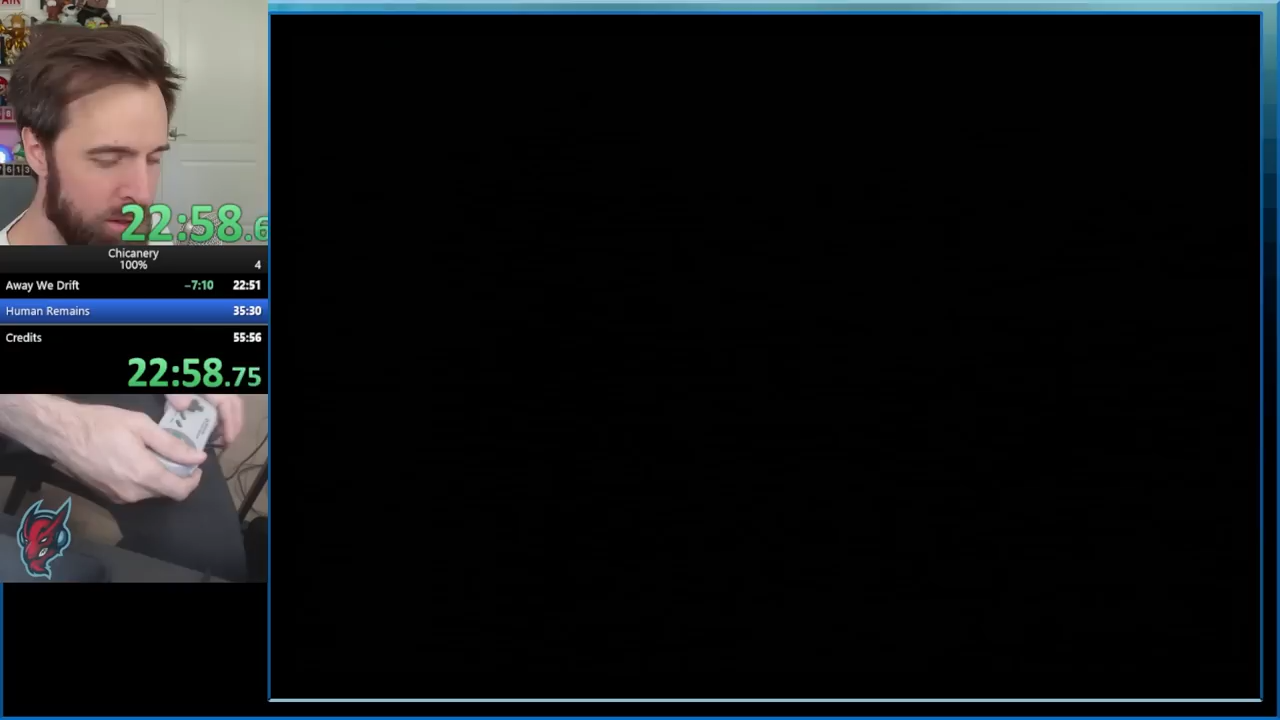 22:58.6
Chicanery
100% 4
Away We Drift -7:10 22:51
Human Remains 35:30
Credits 55:56
22:58.75